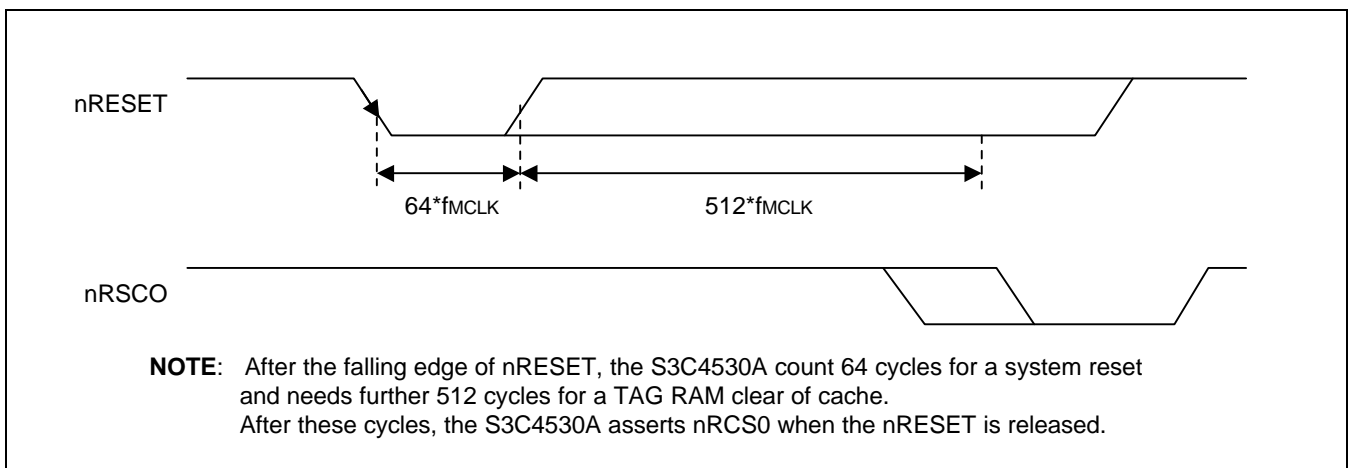 nRESET
64*fMCLK
512*fMCLK
nRSCO
NOTE: After the falling edge of nRESET, the S3C4530A count 64 cycles for a system reset
and needs further 512 cycles for a TAG RAM clear of cache.
After these cycles, the S3C4530A asserts nRCS0 when the nRESET is released.